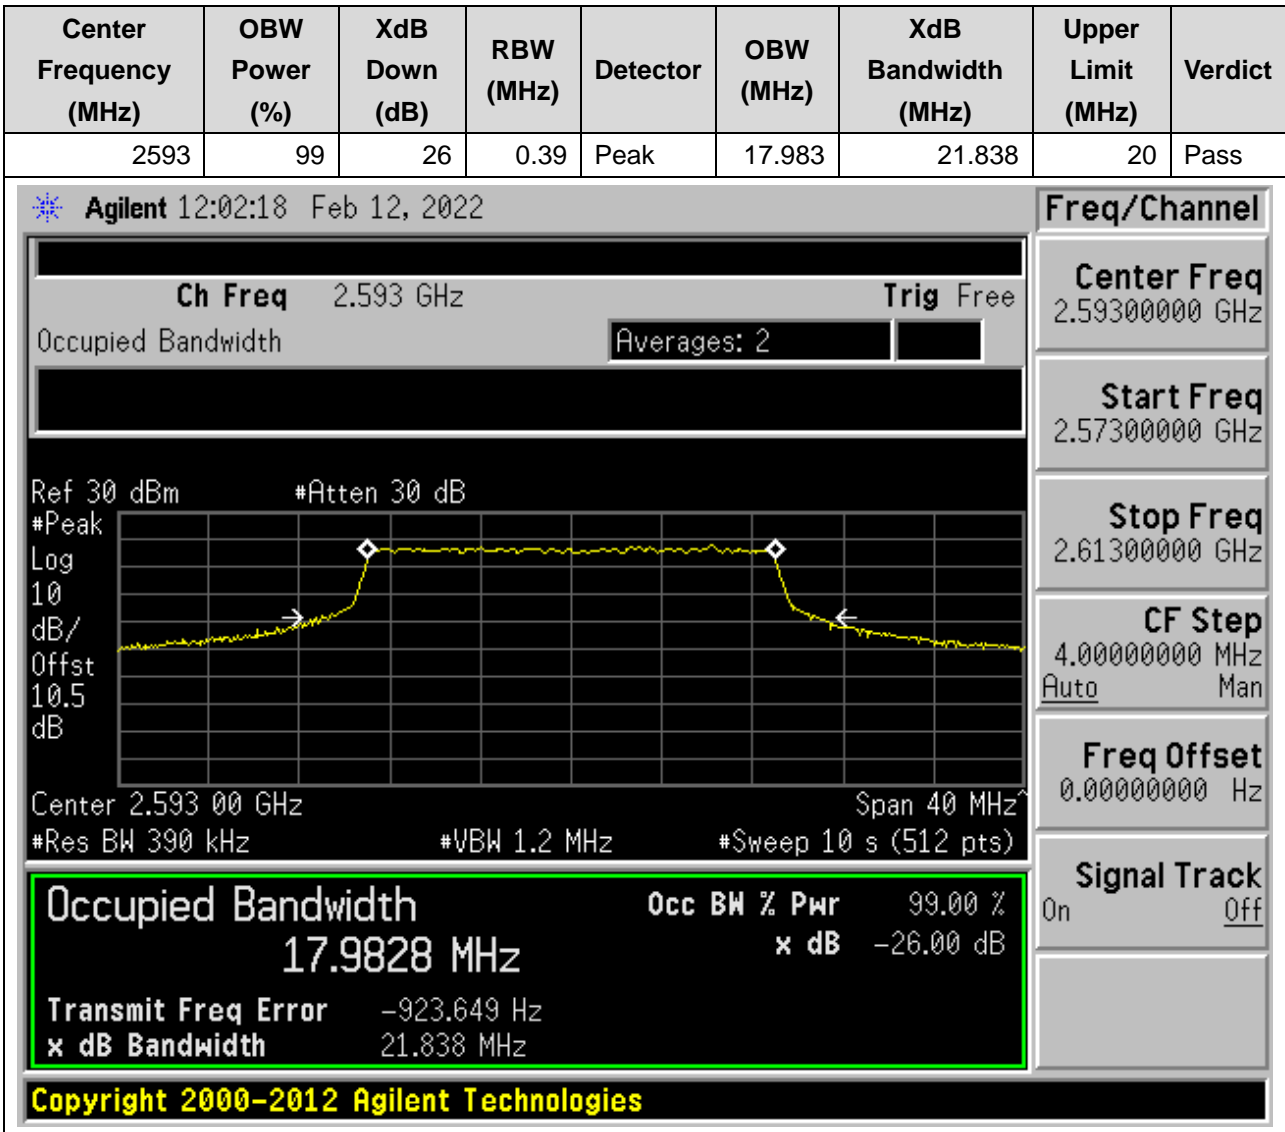 Center Frequency (MHz) OBW Power (%) XdB Down (dB) RBW (MHz) Detector OBW (MHz) XdB Bandwidth (MHz) Upper Limit (MHz) Verdict
2593 99 26 0.39 Peak 17.983 21.838 20 Pass
Agilent 12:02:18 Feb 12, 2022
Freq/Channel
Ch Freq 2.593 GHz Trig Free
Occupied Bandwidth Averages: 2
Center Freq
2.59300000 GHz
Start Freq
2.57300000 GHz
Stop Freq
2.61300000 GHz
CF Step
4.00000000 MHz
Auto Man
Freq Offset
0.00000000 Hz
Signal Track
On Off
Ref 30 dBm #Atten 30 dB
#Peak
Log
10
dB/
Offst
10.5
dB
Center 2.593 00 GHz Span 40 MHz^
#Res BW 390 kHz #VBW 1.2 MHz #Sweep 10 s (512 pts)
Occupied Bandwidth Occ BW % Pwr 99.00 %
17.9828 MHz x dB -26.00 dB
Transmit Freq Error -923.649 Hz
x dB Bandwidth 21.838 MHz
Copyright 2000-2012 Agilent Technologies